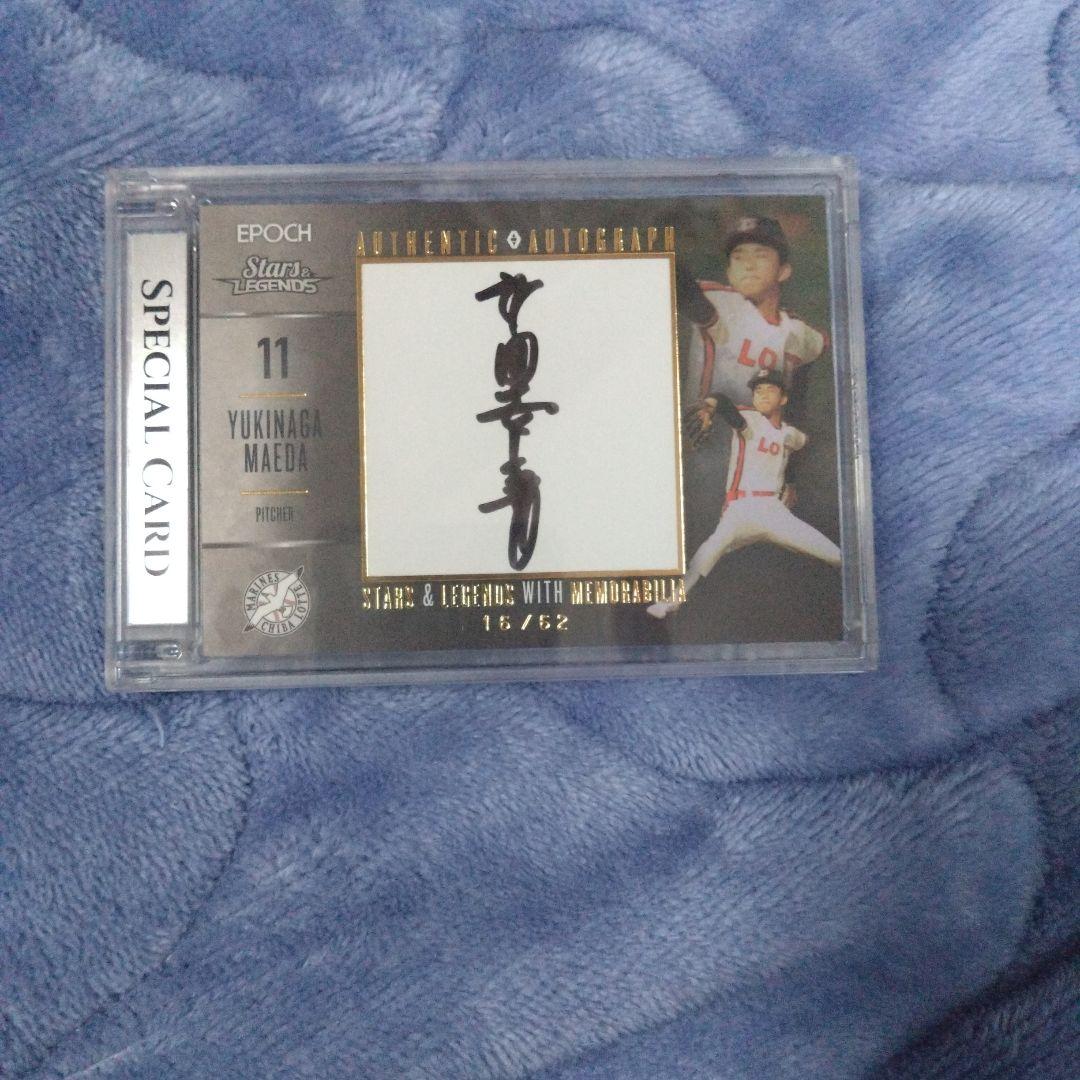 SPECIAL CARD
EPOCH
Stars &
LEGENDS
11
YUKINAGA
MAEDA
PITCHER
MARINES
CHIBA LOTTE
AUTHENTIC AUTOGRAPH
STARS & LEGENDS WITH MEMORABILIA
16/62
LO
LO